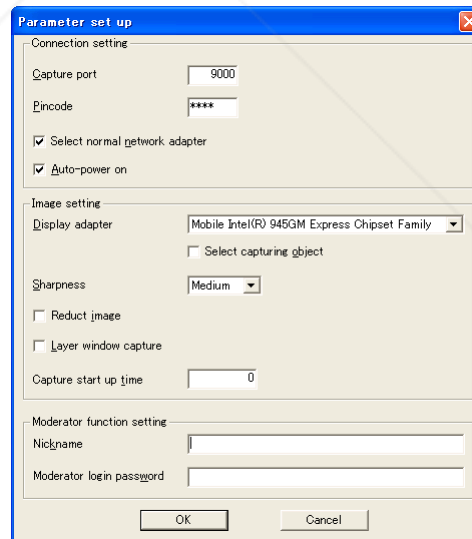 Parameter set up
Connection setting
Capture port 9000
Pincode ****
Select normal network adapter
Auto-power on
Image setting
Display adapter Mobile Intel(R) 945GM Express Chipset Family
Select capturing object
Sharpness Medium
Reduct image
Layer window capture
Capture start up time 0
Moderator function setting
Nickname
Moderator login password
OK Cancel